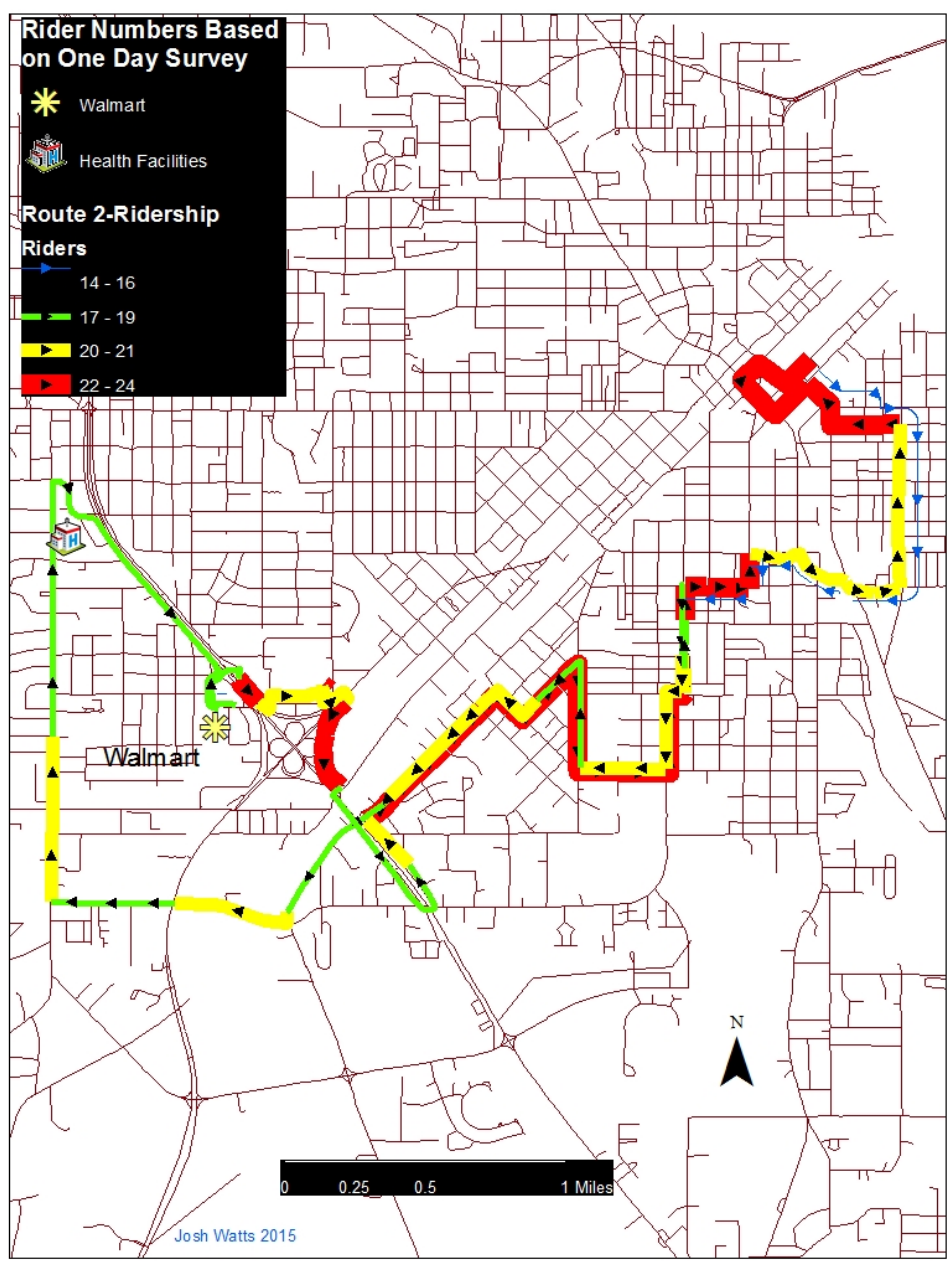 Rider Numbers Based
on One Day Survey
Walmart
Health Facilities
Route 2-Ridership
Riders
14 - 16
17 - 19
20 - 21
22 - 24
H
H
Walmart
N
0 0.25 0.5 1 Miles
Josh Watts 2015